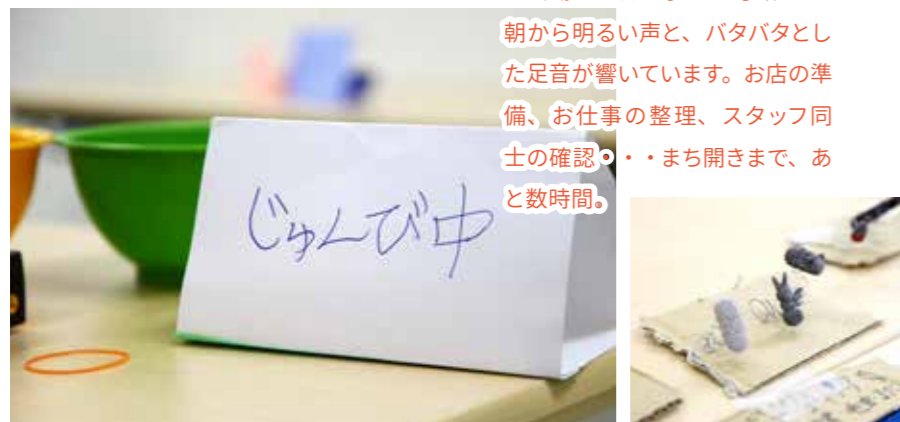 朝から明るい声と、バタバタとし
た足音が響いています。お店の準
備、お仕事の整理、スタッフ同
士の確認・・・まち開きまで、あ
と数時間。
じゅんび中